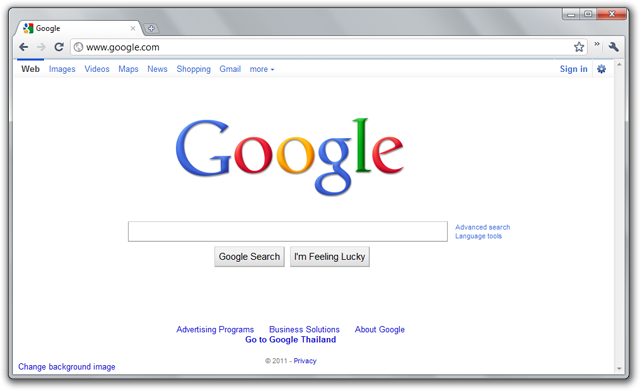 Google
www.google.com
Web Images Videos Maps News Shopping Gmail more Sign in
Google
Advanced search
Language tools
Google Search I'm Feeling Lucky
Advertising Programs Business Solutions About Google
Go to Google Thailand
© 2011 - Privacy
Change background image